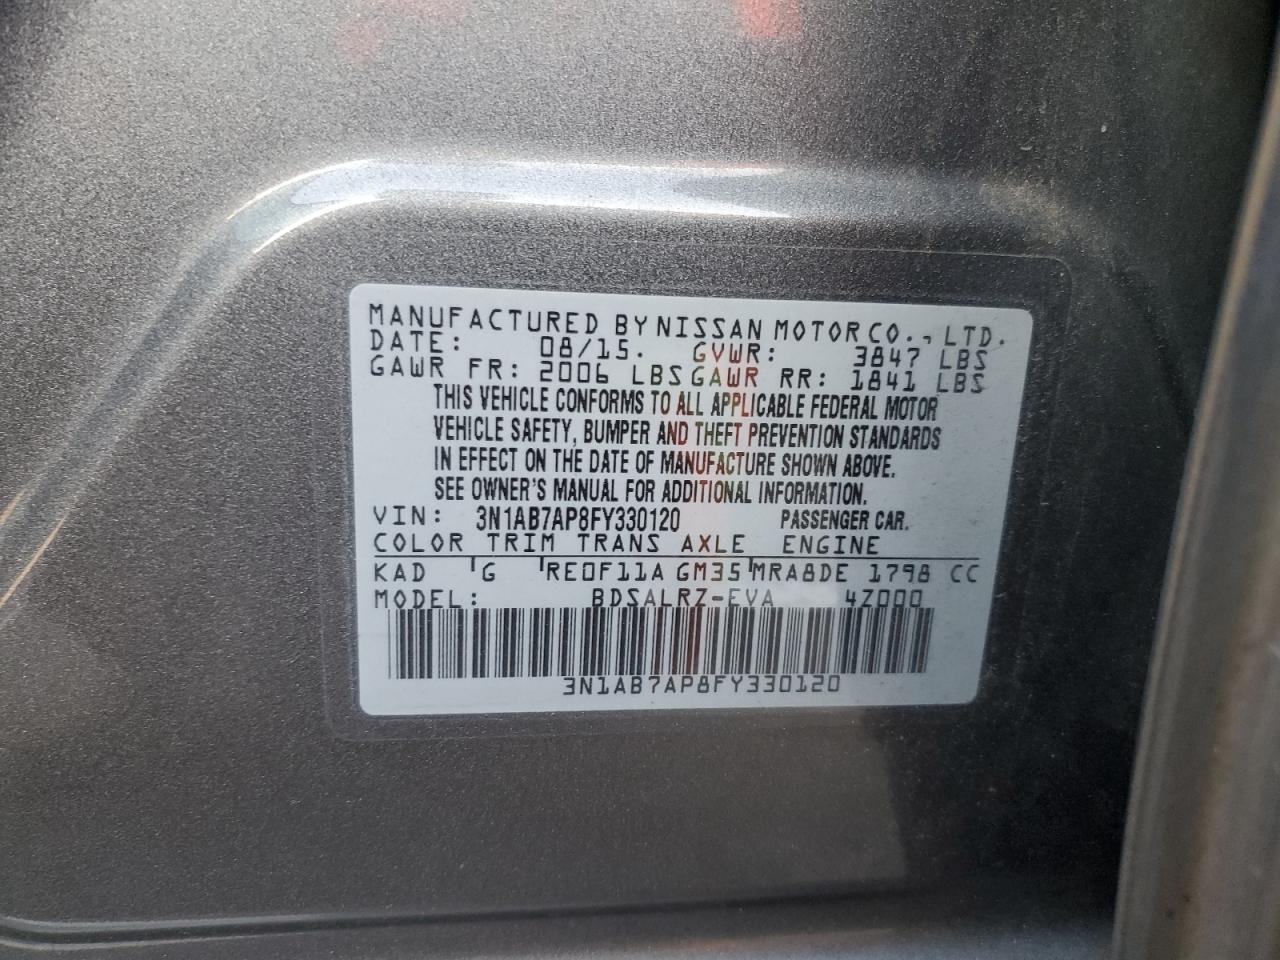 MANUFACTURED BY NISSAN MOTOR CO., LTD.
DATE: 08/15. GVWR: 3847 LBS
GAWR FR: 2006 LBS GAWR RR: 1841 LBS
THIS VEHICLE CONFORMS TO ALL APPLICABLE FEDERAL MOTOR
VEHICLE SAFETY, BUMPER AND THEFT PREVENTION STANDARDS
IN EFFECT ON THE DATE OF MANUFACTURE SHOWN ABOVE.
SEE OWNER'S MANUAL FOR ADDITIONAL INFORMATION.
VIN: 3N1AB7AP8FY330120 PASSENGER CAR.
COLOR TRIM TRANS AXLE ENGINE
KAD G RE0F11A GM35 MRA8DE 1798 CC
MODEL: BDSALRZ-EVA 4Z000
3N1AB7AP8FY330120